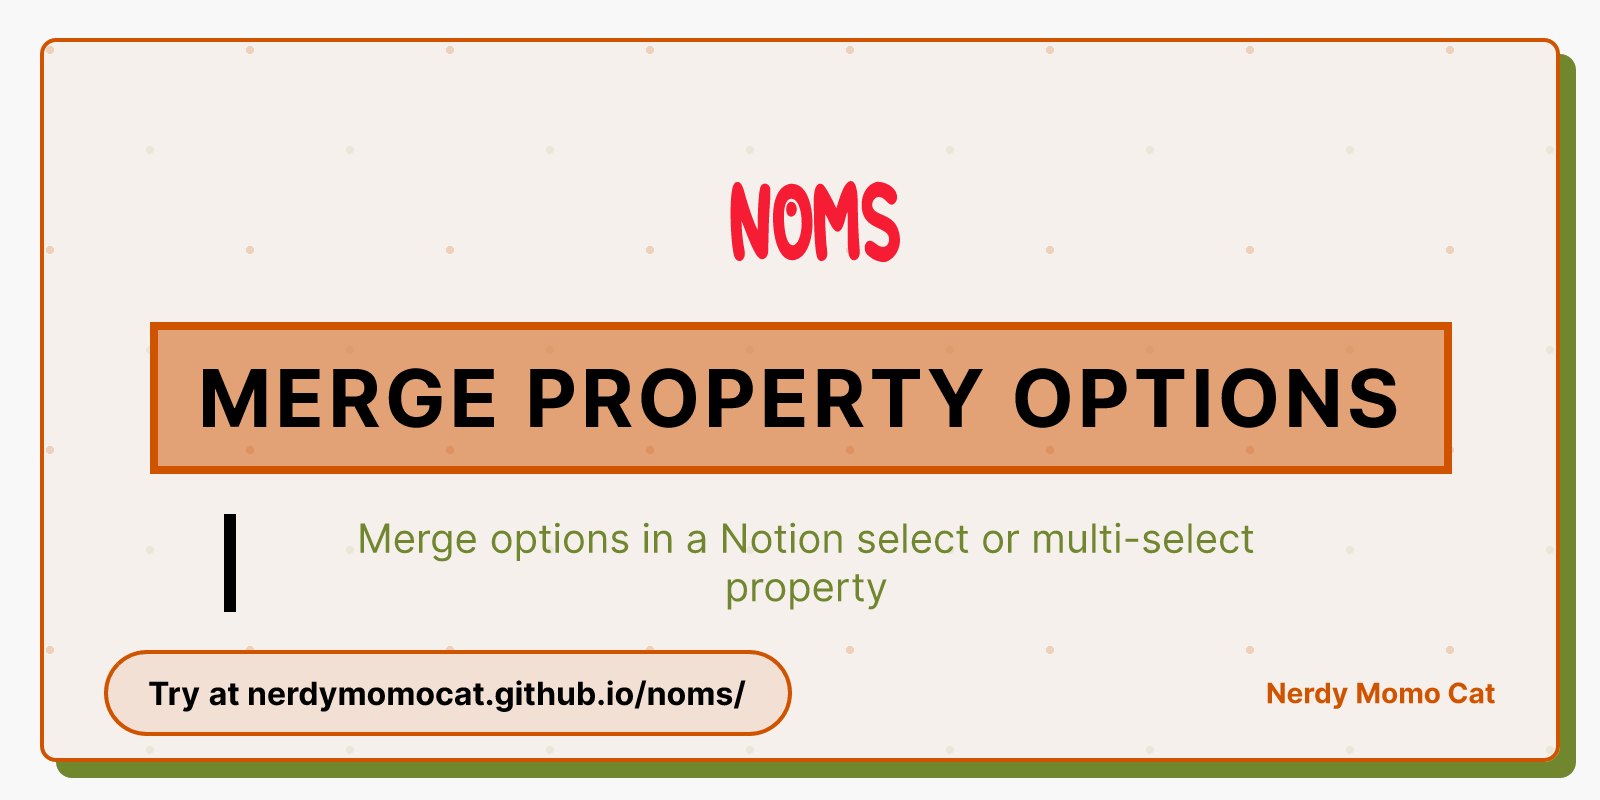 NOMS
MERGE PROPERTY OPTIONS
Merge options in a Notion select or multi-select
property
Try at nerdymomocat.github.io/noms/
Nerdy Momo Cat